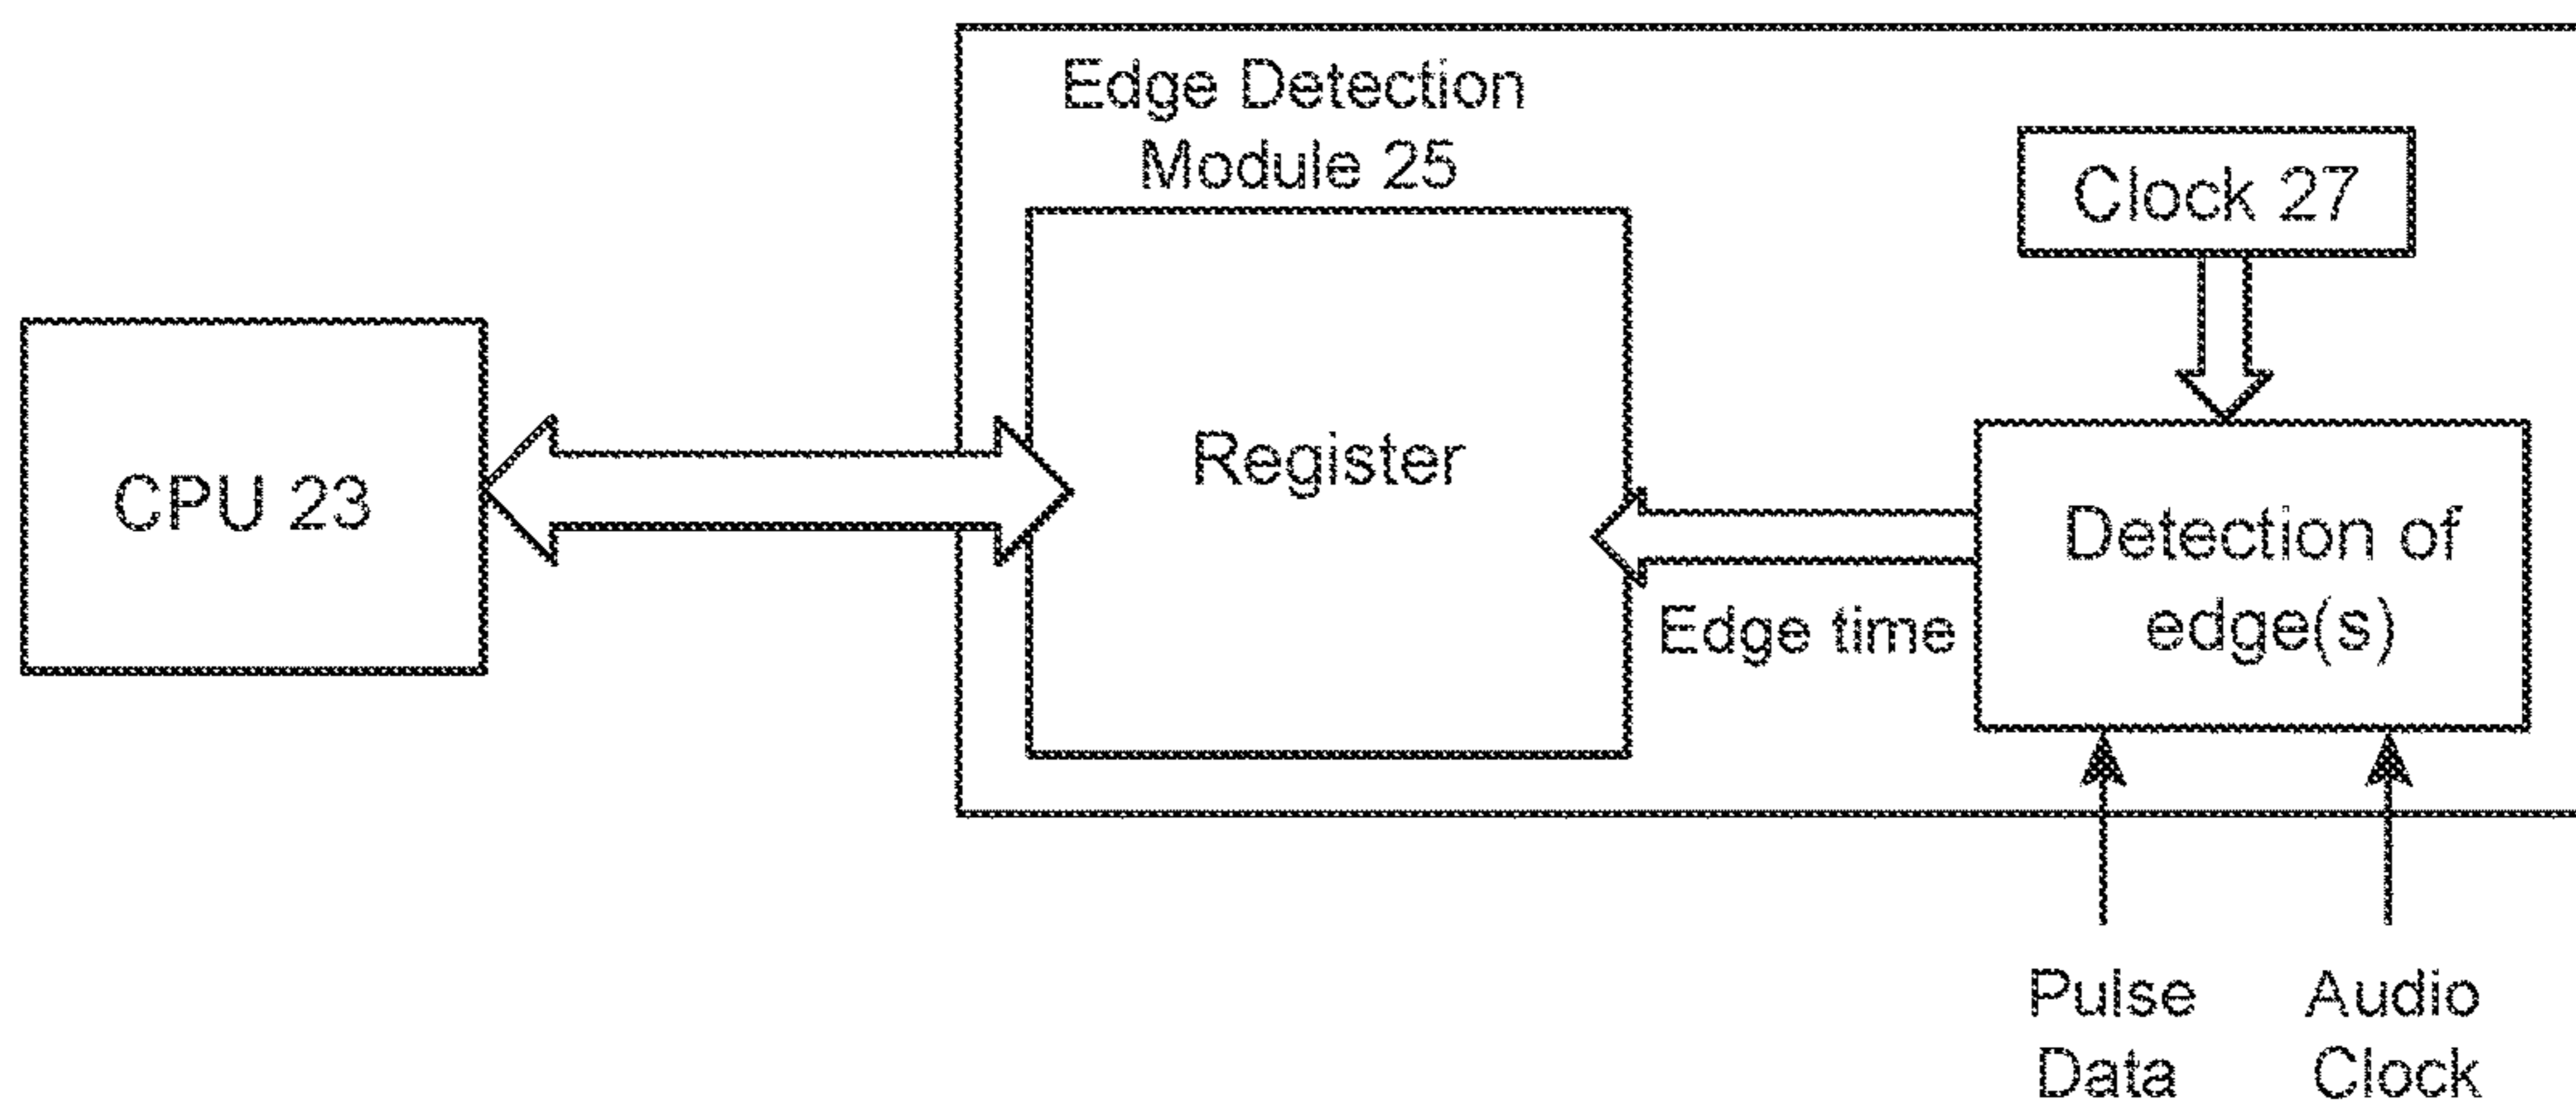 Edge Detection
Module 25
Clock 27
CPU 23
Register
Detection of
edge(s)
Edge time
Pulse
Data
Audio
Clock